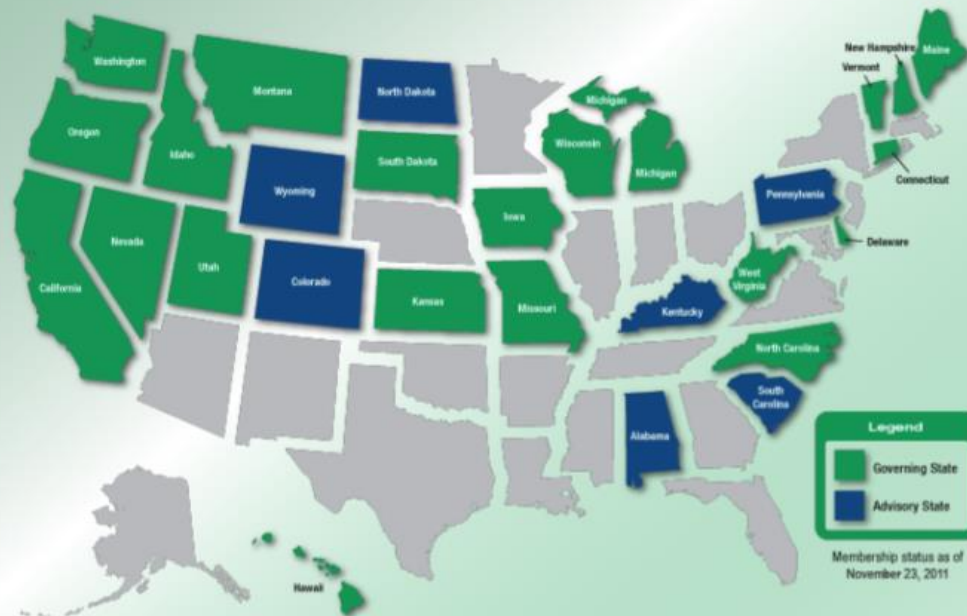 Washington
Montana
North Dakota
Michigan
New Hampshire
Maine
Vermont
Oregon
Idaho
South Dakota
Wisconsin
Michigan
Wyoming
Pennsylvania
Connecticut
Iowa
Nevada
Utah
Colorado
Delaware
California
Kansas
Missouri
West
Virginia
Kentucky
North Carolina
South
Carolina
Alabama
Hawaii
Legend
Governing State
Advisory State
Membership status as of
November 23, 2011